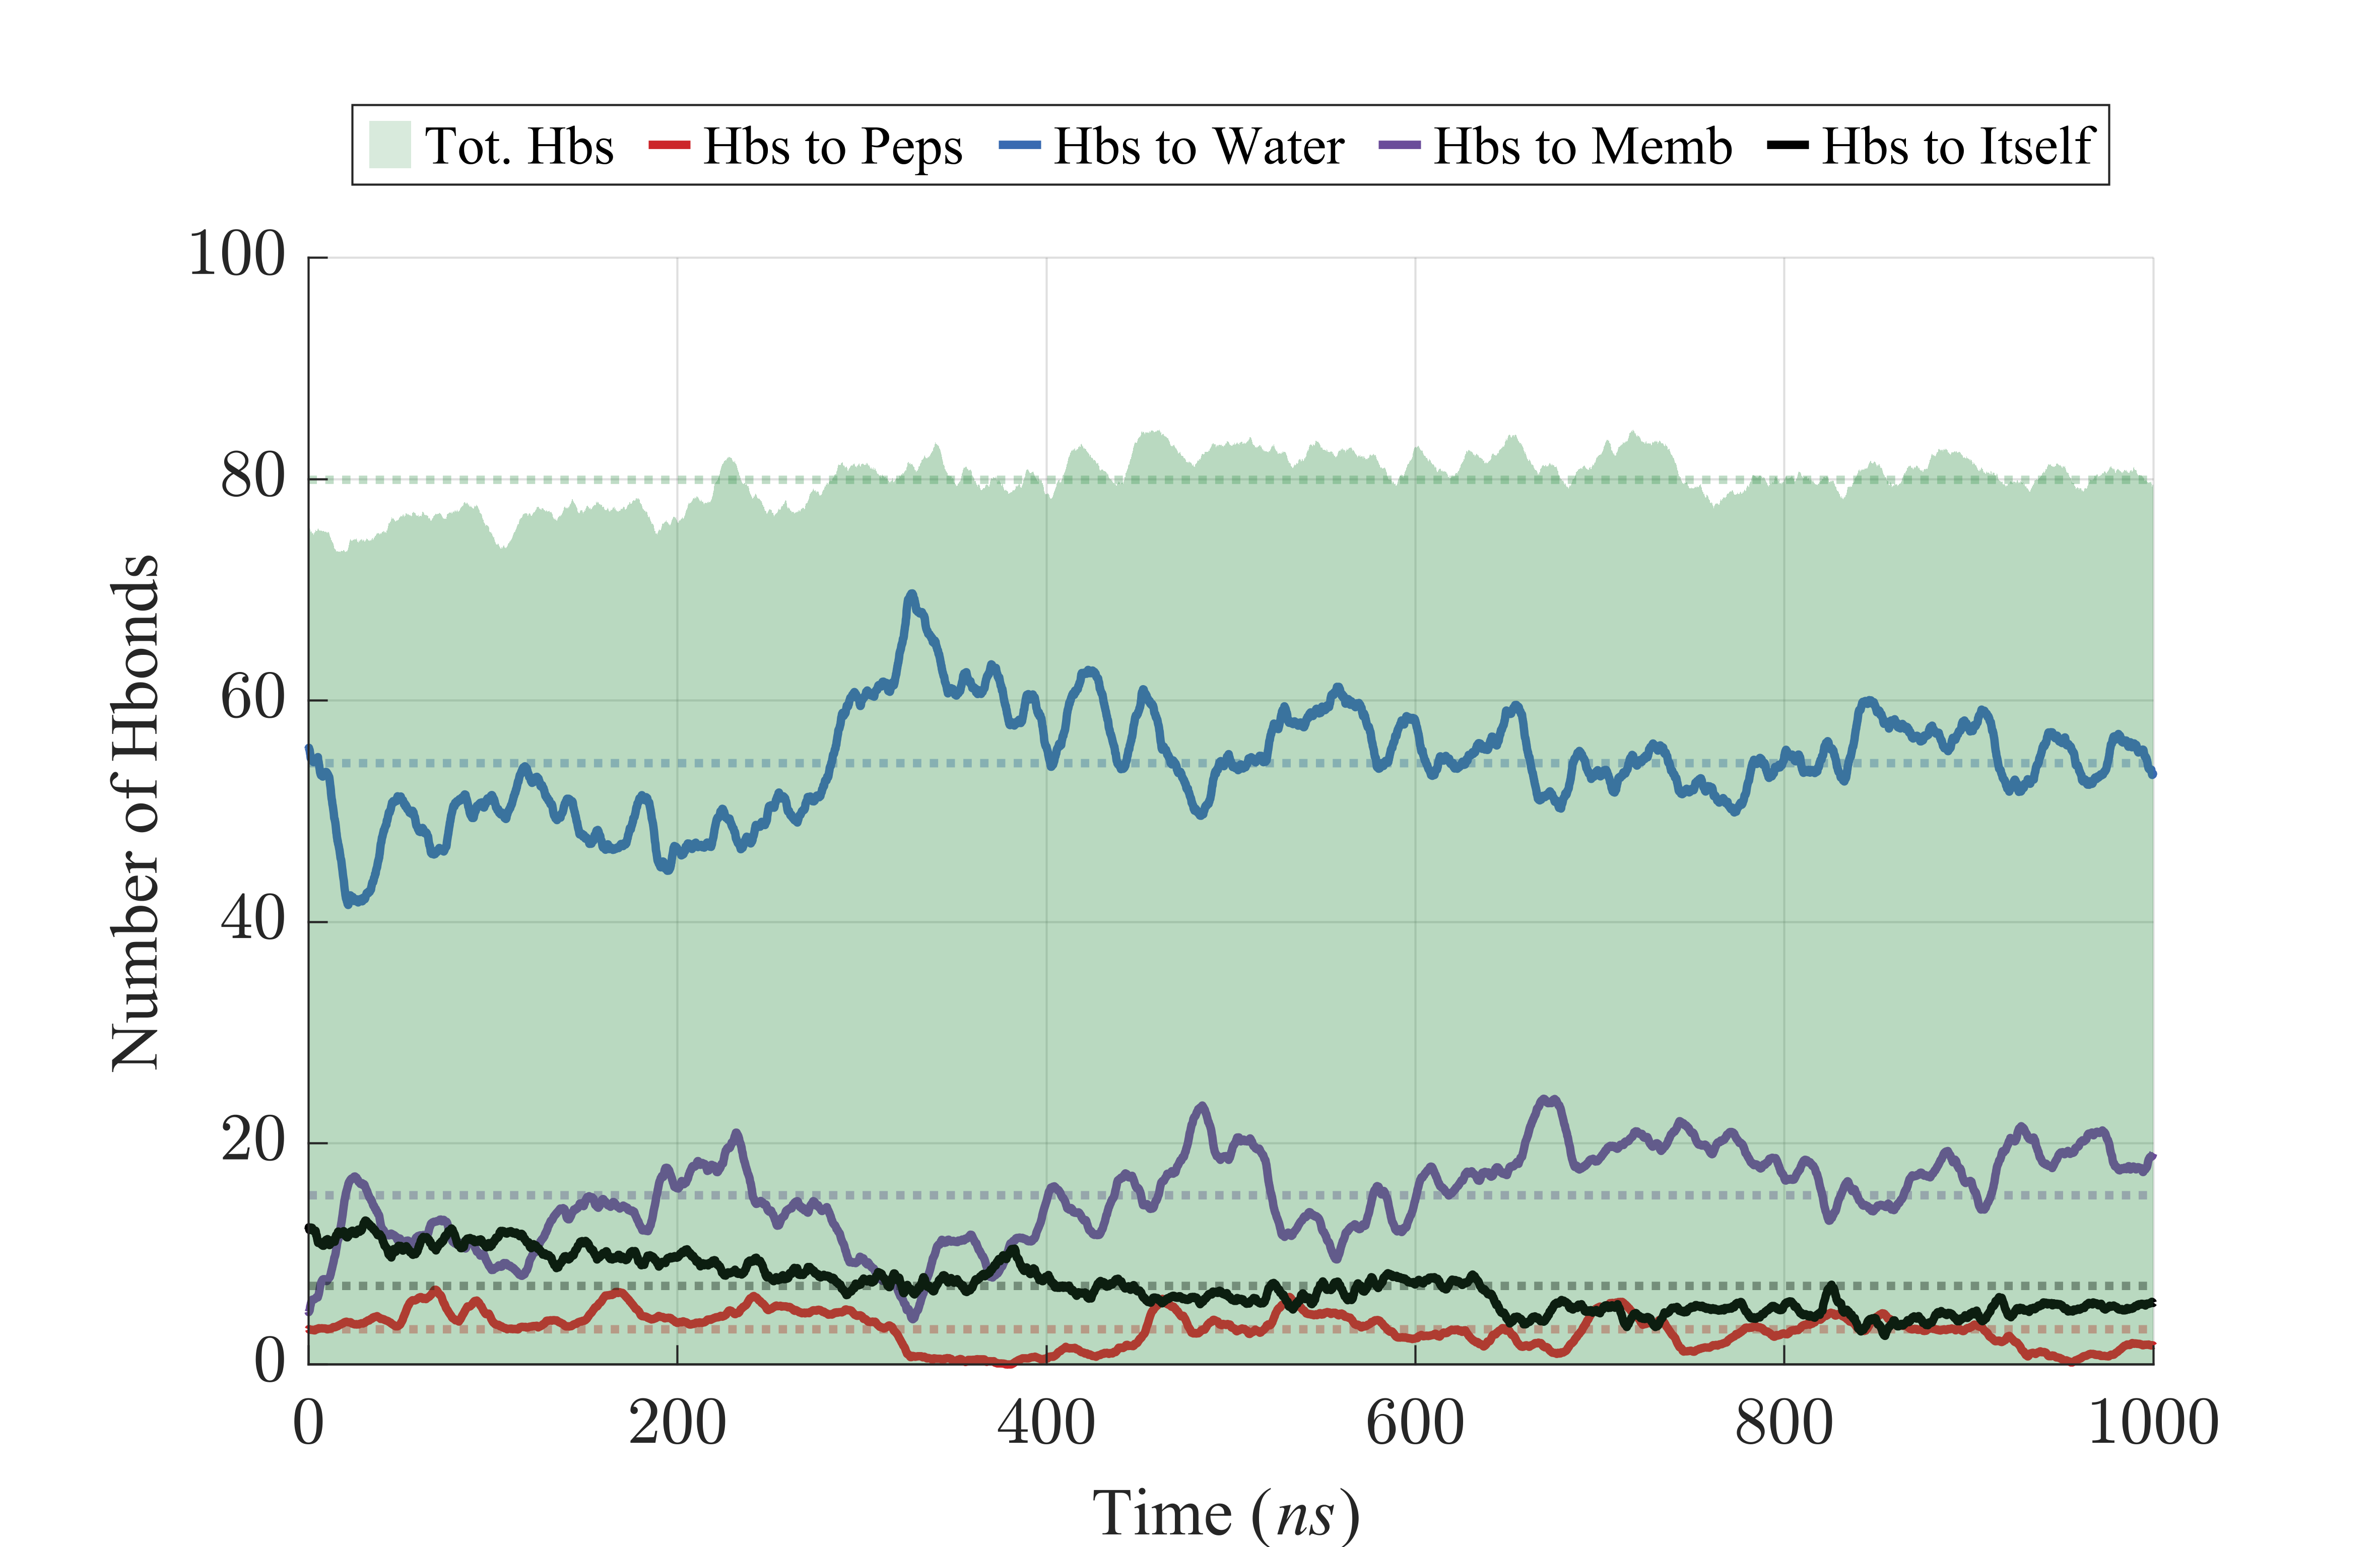 Tot. Hbs Hbs to Peps Hbs to Water Hbs to Memb Hbs to Itself
100
80
60
40
20
0
Number of Hbonds
0 200 400 600 800 1000
Time (ns)